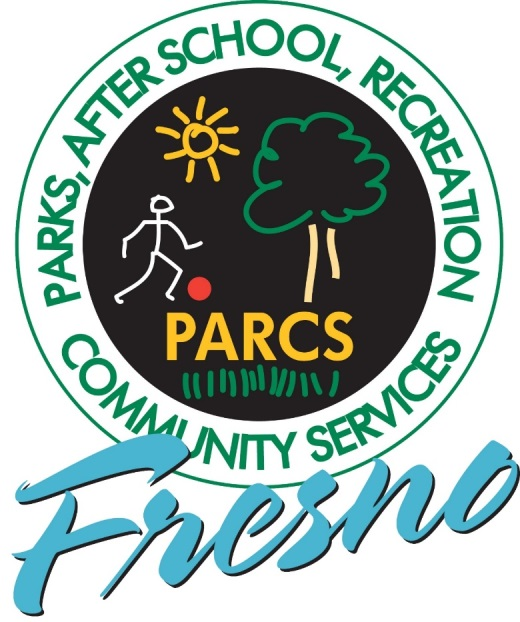 PARKS, AFTER SCHOOL, RECREATION
PARCS
COMMUNITY SERVICES
Fresno